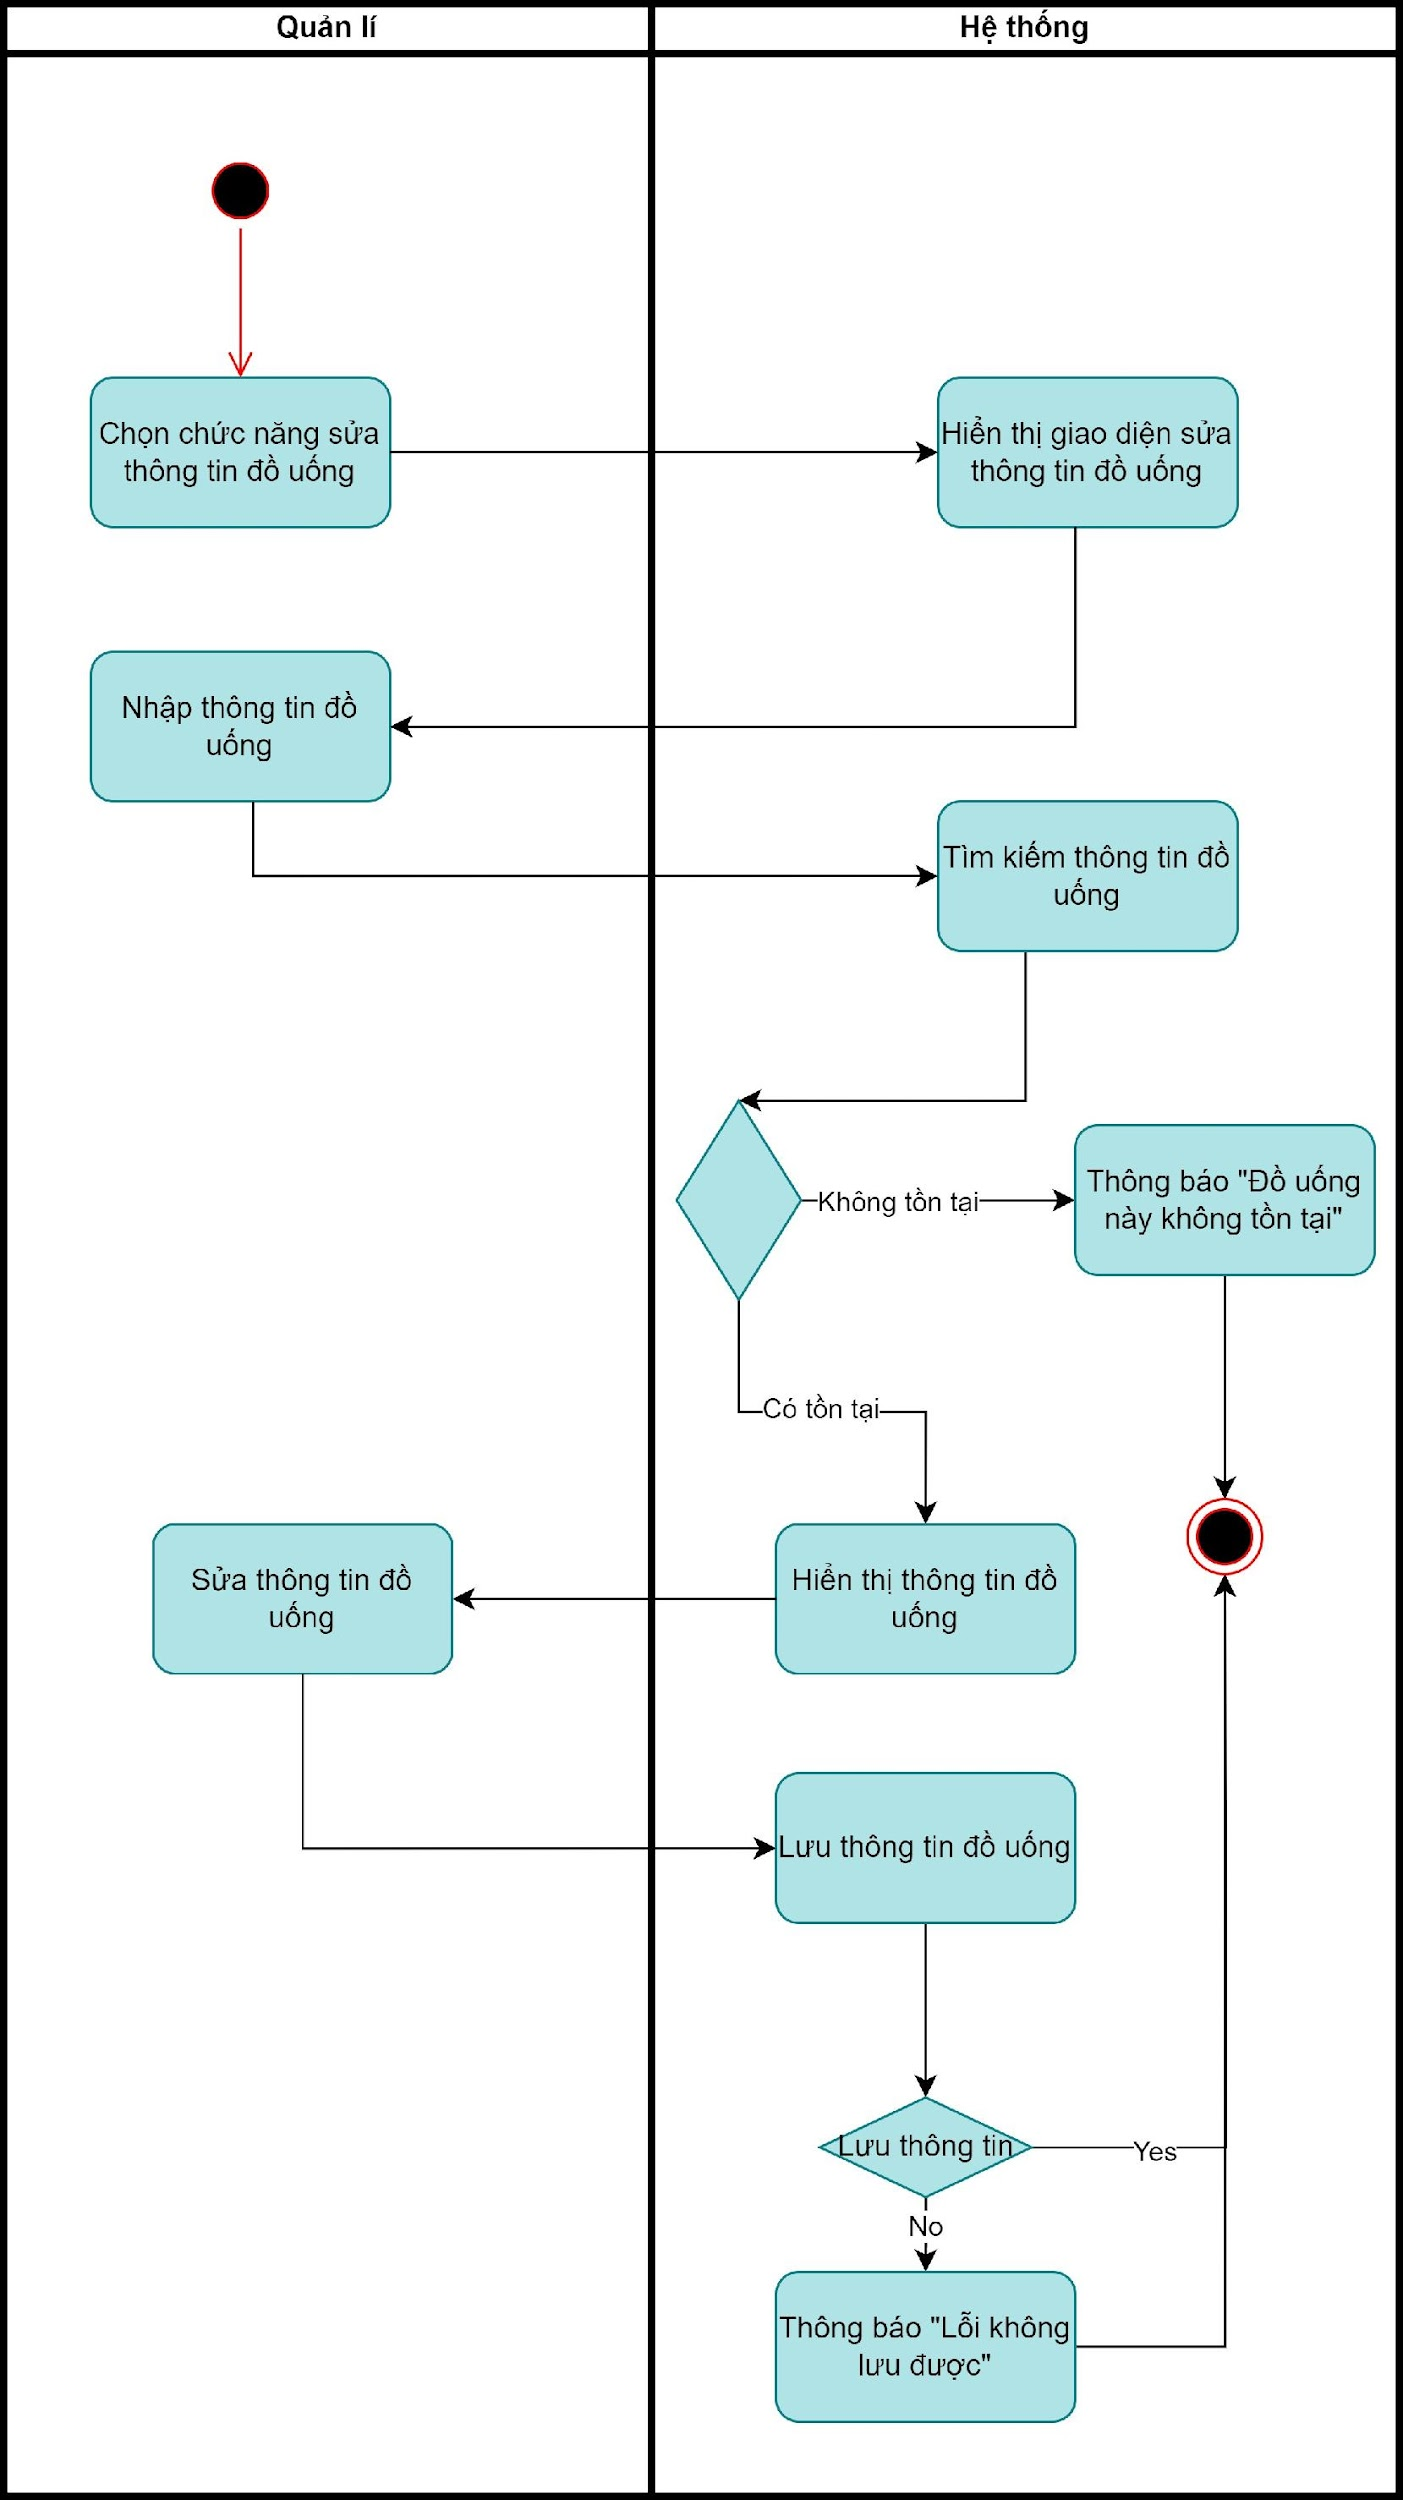 Quản lí
Hệ thống
Chọn chức năng sửa
thông tin đồ uống
Hiển thị giao diện sửa
thông tin đồ uống
Nhập thông tin đồ
uống
Tìm kiếm thông tin đồ
uống
Không tồn tại
Thông báo "Đồ uống
này không tồn tại"
Có tồn tại
Sửa thông tin đồ
uống
Hiển thị thông tin đồ
uống
Lưu thông tin đồ uống
Lưu thông tin
Yes
No
Thông báo "Lỗi không
lưu được"